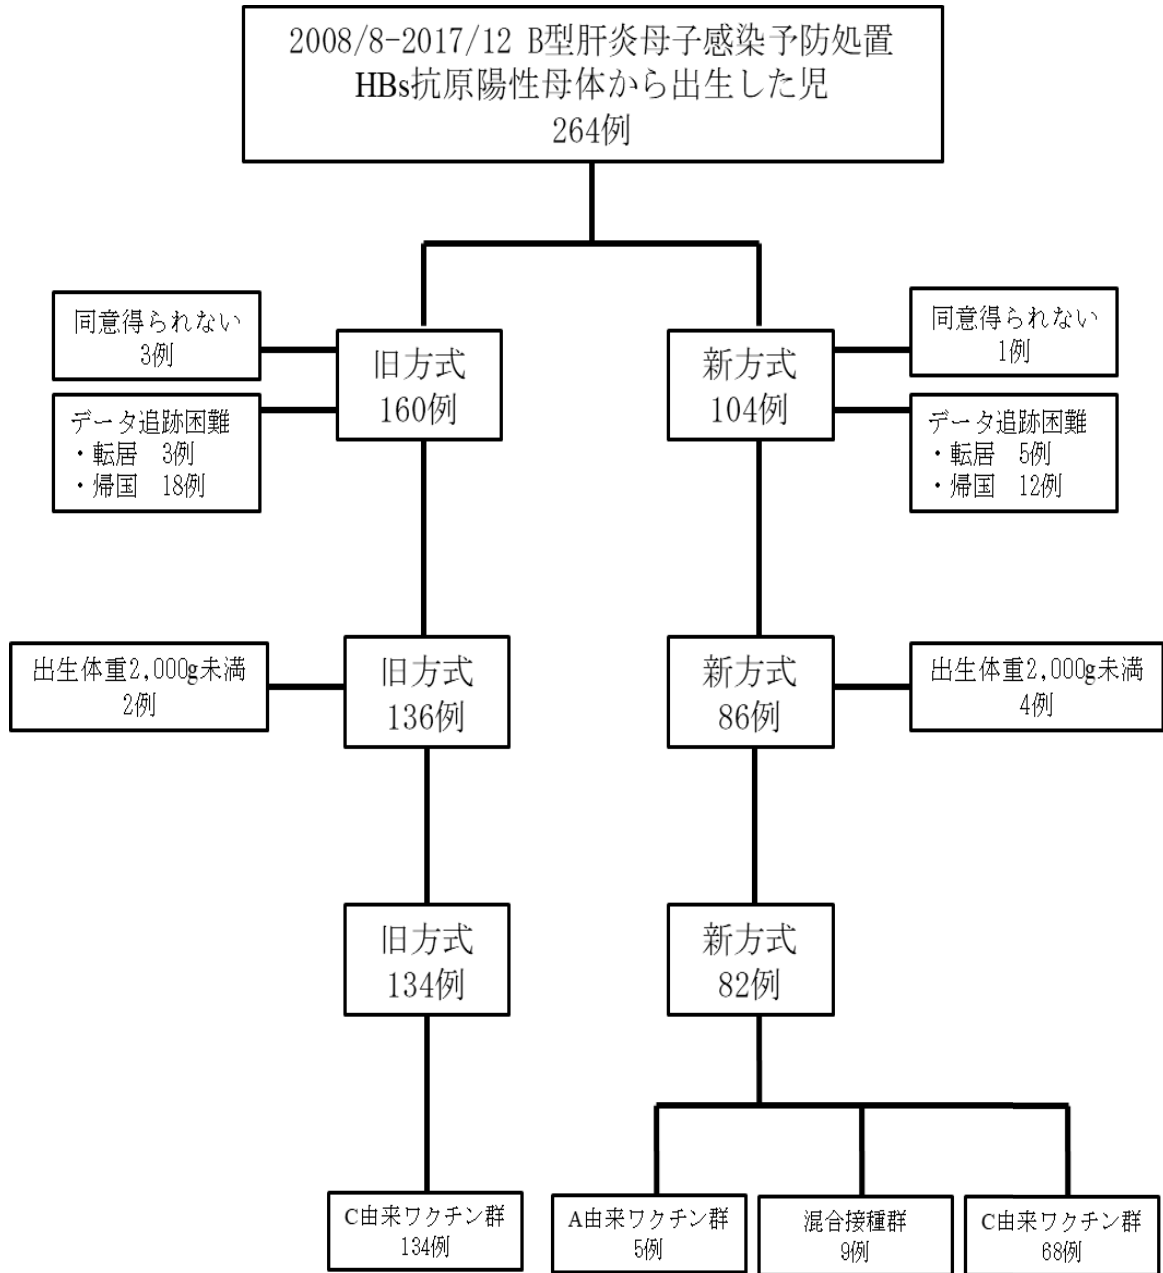 2008/8-2017/12 B型肝炎母子感染予防処置
HBs抗原陽性母体から出生した児
264例
同意得られない
3例
旧方式
160例
データ追跡困難
・転居　3例
・帰国　18例
新方式
104例
同意得られない
1例
データ追跡困難
・転居　5例
・帰国　12例
出生体重2,000g未満
2例
旧方式
136例
新方式
86例
出生体重2,000g未満
4例
旧方式
134例
新方式
82例
C由来ワクチン群
134例
A由来ワクチン群
5例
混合接種群
9例
C由来ワクチン群
68例